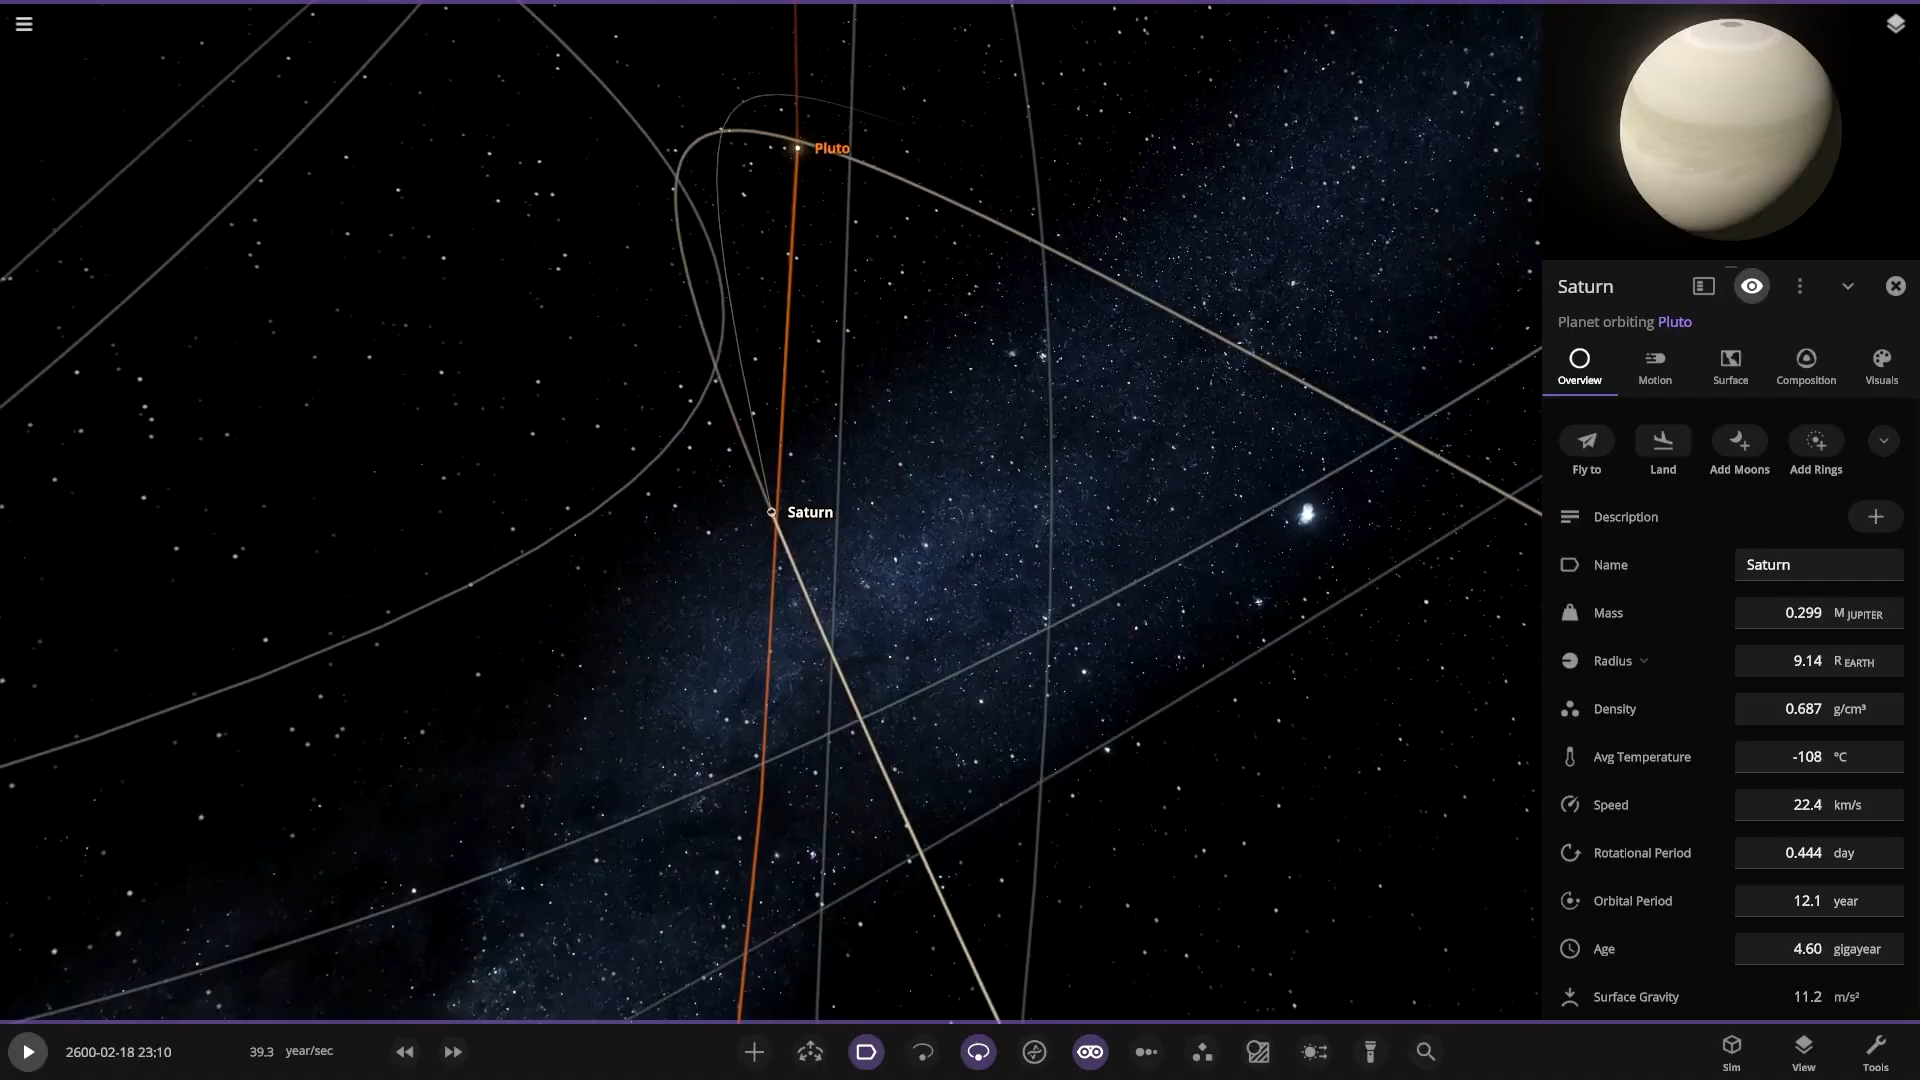 Pluto
Saturn
Saturn
Planet orbiting Pluto
Overview
Motion
Surface
Composition
Visuals
Fly to
Land
Add Moons
Add Rings
Description
Name
Saturn
Mass
0.299 M JUPITER
Radius
9.14 R EARTH
Density
0.687 g/cm³
Avg Temperature
-108 °C
Speed
22.4 km/s
Rotational Period
0.444 day
Orbital Period
12.1 year
Age
4.60 gigayear
Surface Gravity
11.2 m/s²
2600-02-18 23:10
39.3 year/sec
Sim
View
Tools